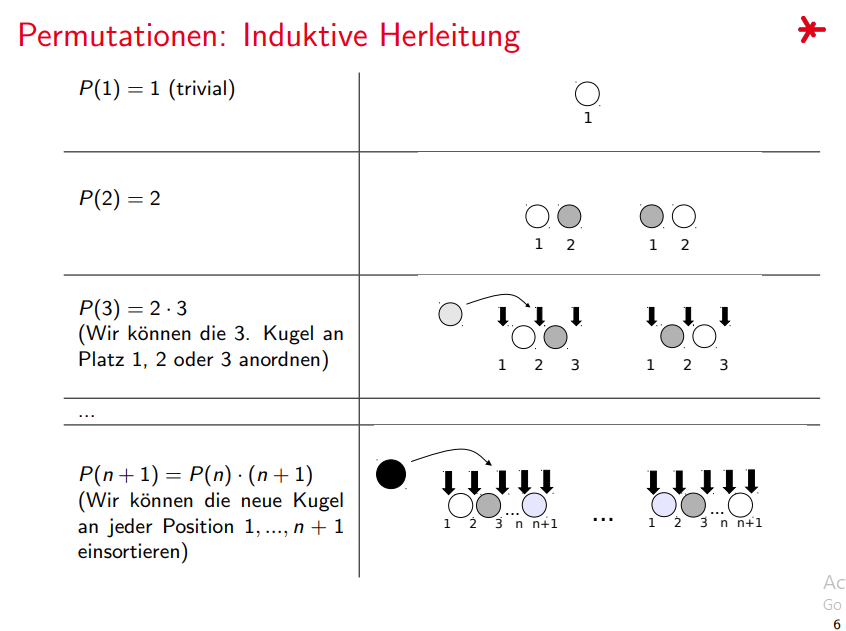 Permutationen: Induktive Herleitung
P(1) = 1 (trivial)
1
P(2) = 2
1 2 1 2
P(3) = 2 · 3
(Wir können die 3. Kugel an
Platz 1, 2 oder 3 anordnen)
1 2 3 1 2 3
...
P(n + 1) = P(n) · (n + 1)
(Wir können die neue Kugel
an jeder Position 1, ..., n + 1
einsortieren)
... ... ...
1 2 3 n n+1 1 2 3 n n+1
Ac
Go
6